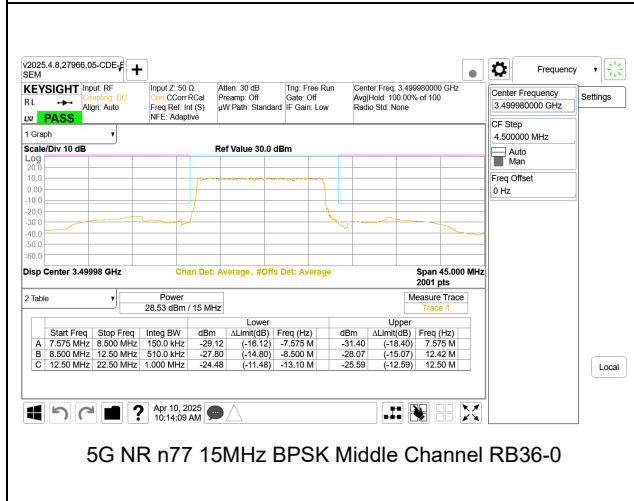 v2025.4.8,27966,05-CDE-F
SEM
Frequency
KEYSIGHT Input: RF
Coupling: DC
Align: Auto
Input Z: 50 Ω
Corr CCorr RCal
Freq Ref: Int (S)
NFE: Adaptive
Atten: 30 dB
Preamp: Off
µW Path: Standard
Trig: Free Run
Gate: Off
IF Gain: Low
Center Freq: 3.499980000 GHz
Avg|Hold: 100.00% of 100
Radio Std: None
R L
LXI PASS
Center Frequency
3.499980000 GHz
Settings
CF Step
4.500000 MHz
Auto
Man
Freq Offset
0 Hz
1 Graph
Scale/Div 10 dB Ref Value 30.0 dBm
Log
20.0
10.0
0.00
-10.0
-20.0
-30.0
-40.0
-50.0
-60.0
Disp Center 3.49998 GHz Chan Det: Average, #Offs Det: Average Span 45.000 MHz
2001 pts
2 Table
Power
28.53 dBm / 15 MHz
Measure Trace
Trace 1
Lower Upper
Start Freq Stop Freq Integ BW dBm ΔLimit(dB) Freq (Hz) dBm ΔLimit(dB) Freq (Hz)
A 7.575 MHz 8.500 MHz 150.0 kHz -29.12 (-16.12) -7.575 M -31.40 (-18.40) 7.575 M
B 8.500 MHz 12.50 MHz 510.0 kHz -27.80 (-14.80) -8.500 M -28.07 (-15.07) 12.42 M
C 12.50 MHz 22.50 MHz 1.000 MHz -24.48 (-11.48) -13.10 M -25.59 (-12.59) 12.50 M
Local
Apr 10, 2025
10:14:09 AM
5G NR n77 15MHz BPSK Middle Channel RB36-0